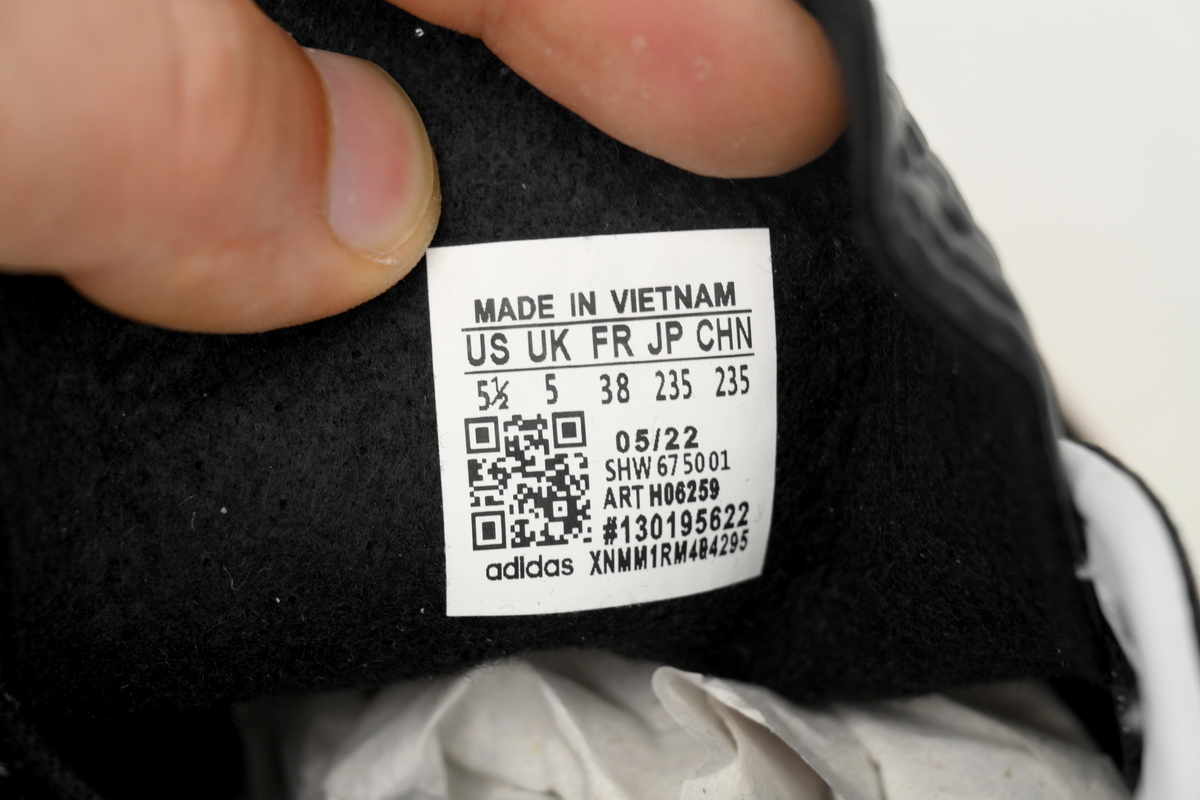 MADE IN VIETNAM
US UK FR JP CHN
5½ 5 38 235 235
05/22
SHW 675001
ART H06259
#130195622
adidas XNMM1RM494295